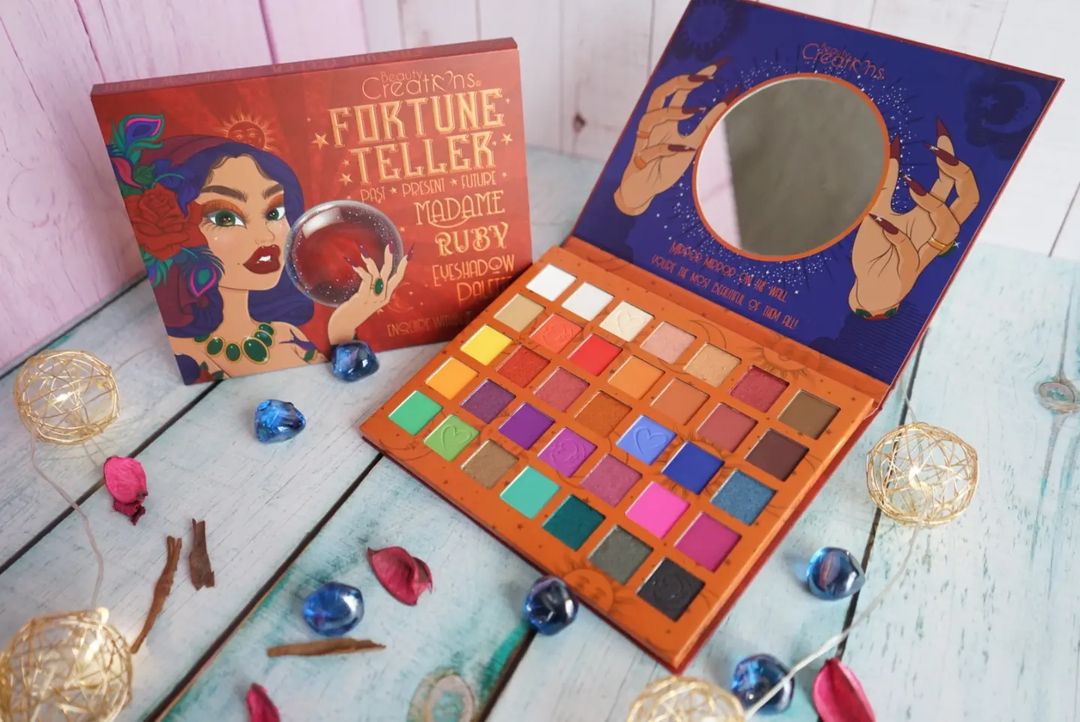 Beauty
Creations®
FORTUNE
TELLER
PAST ★ PRESENT ★ FUTURE
MADAME
RUBY
EYESHADOW
Beauty
Creations®
MIRROR MIRROR ON THE WALL
YOU'RE THE MOST BEAUTIFUL OF THEM ALL!